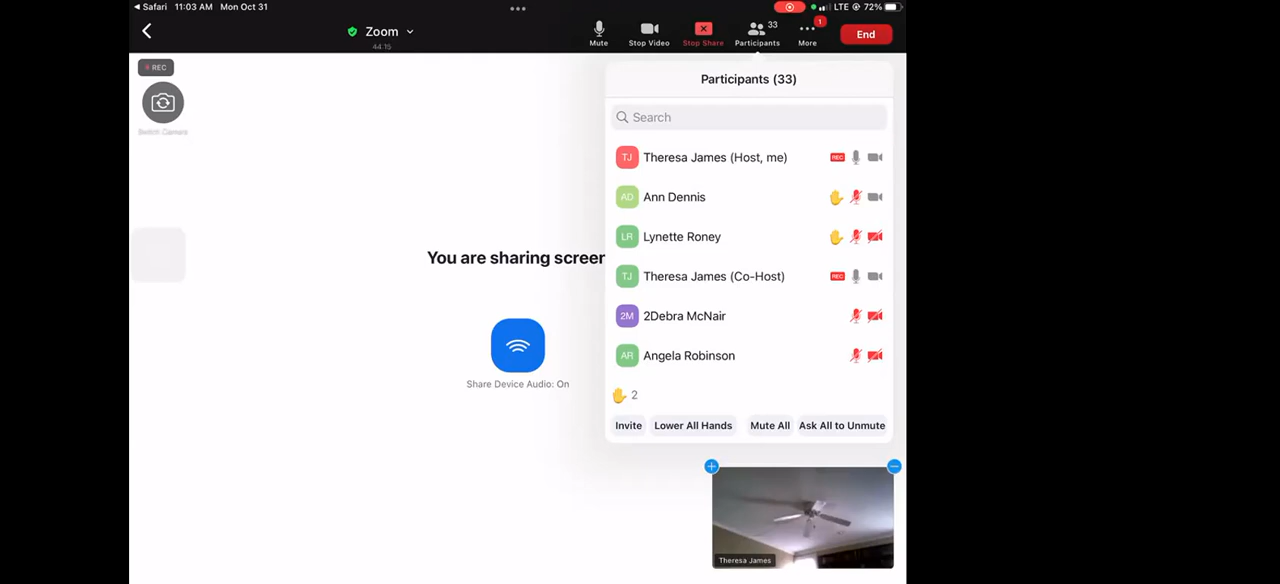 Safari 11:03 AM Mon Oct 31
LTE 72%
Zoom
44:15
Mute
Stop Video
Stop Share
33
Participants
1
More
End
REC
Switch Camera
Participants (33)
Search
TJ Theresa James (Host, me) REC
AD Ann Dennis
LR Lynette Roney
TJ Theresa James (Co-Host) REC
2M 2Debra McNair
AR Angela Robinson
2
Invite Lower All Hands Mute All Ask All to Unmute
You are sharing screen
Share Device Audio: On
Theresa James